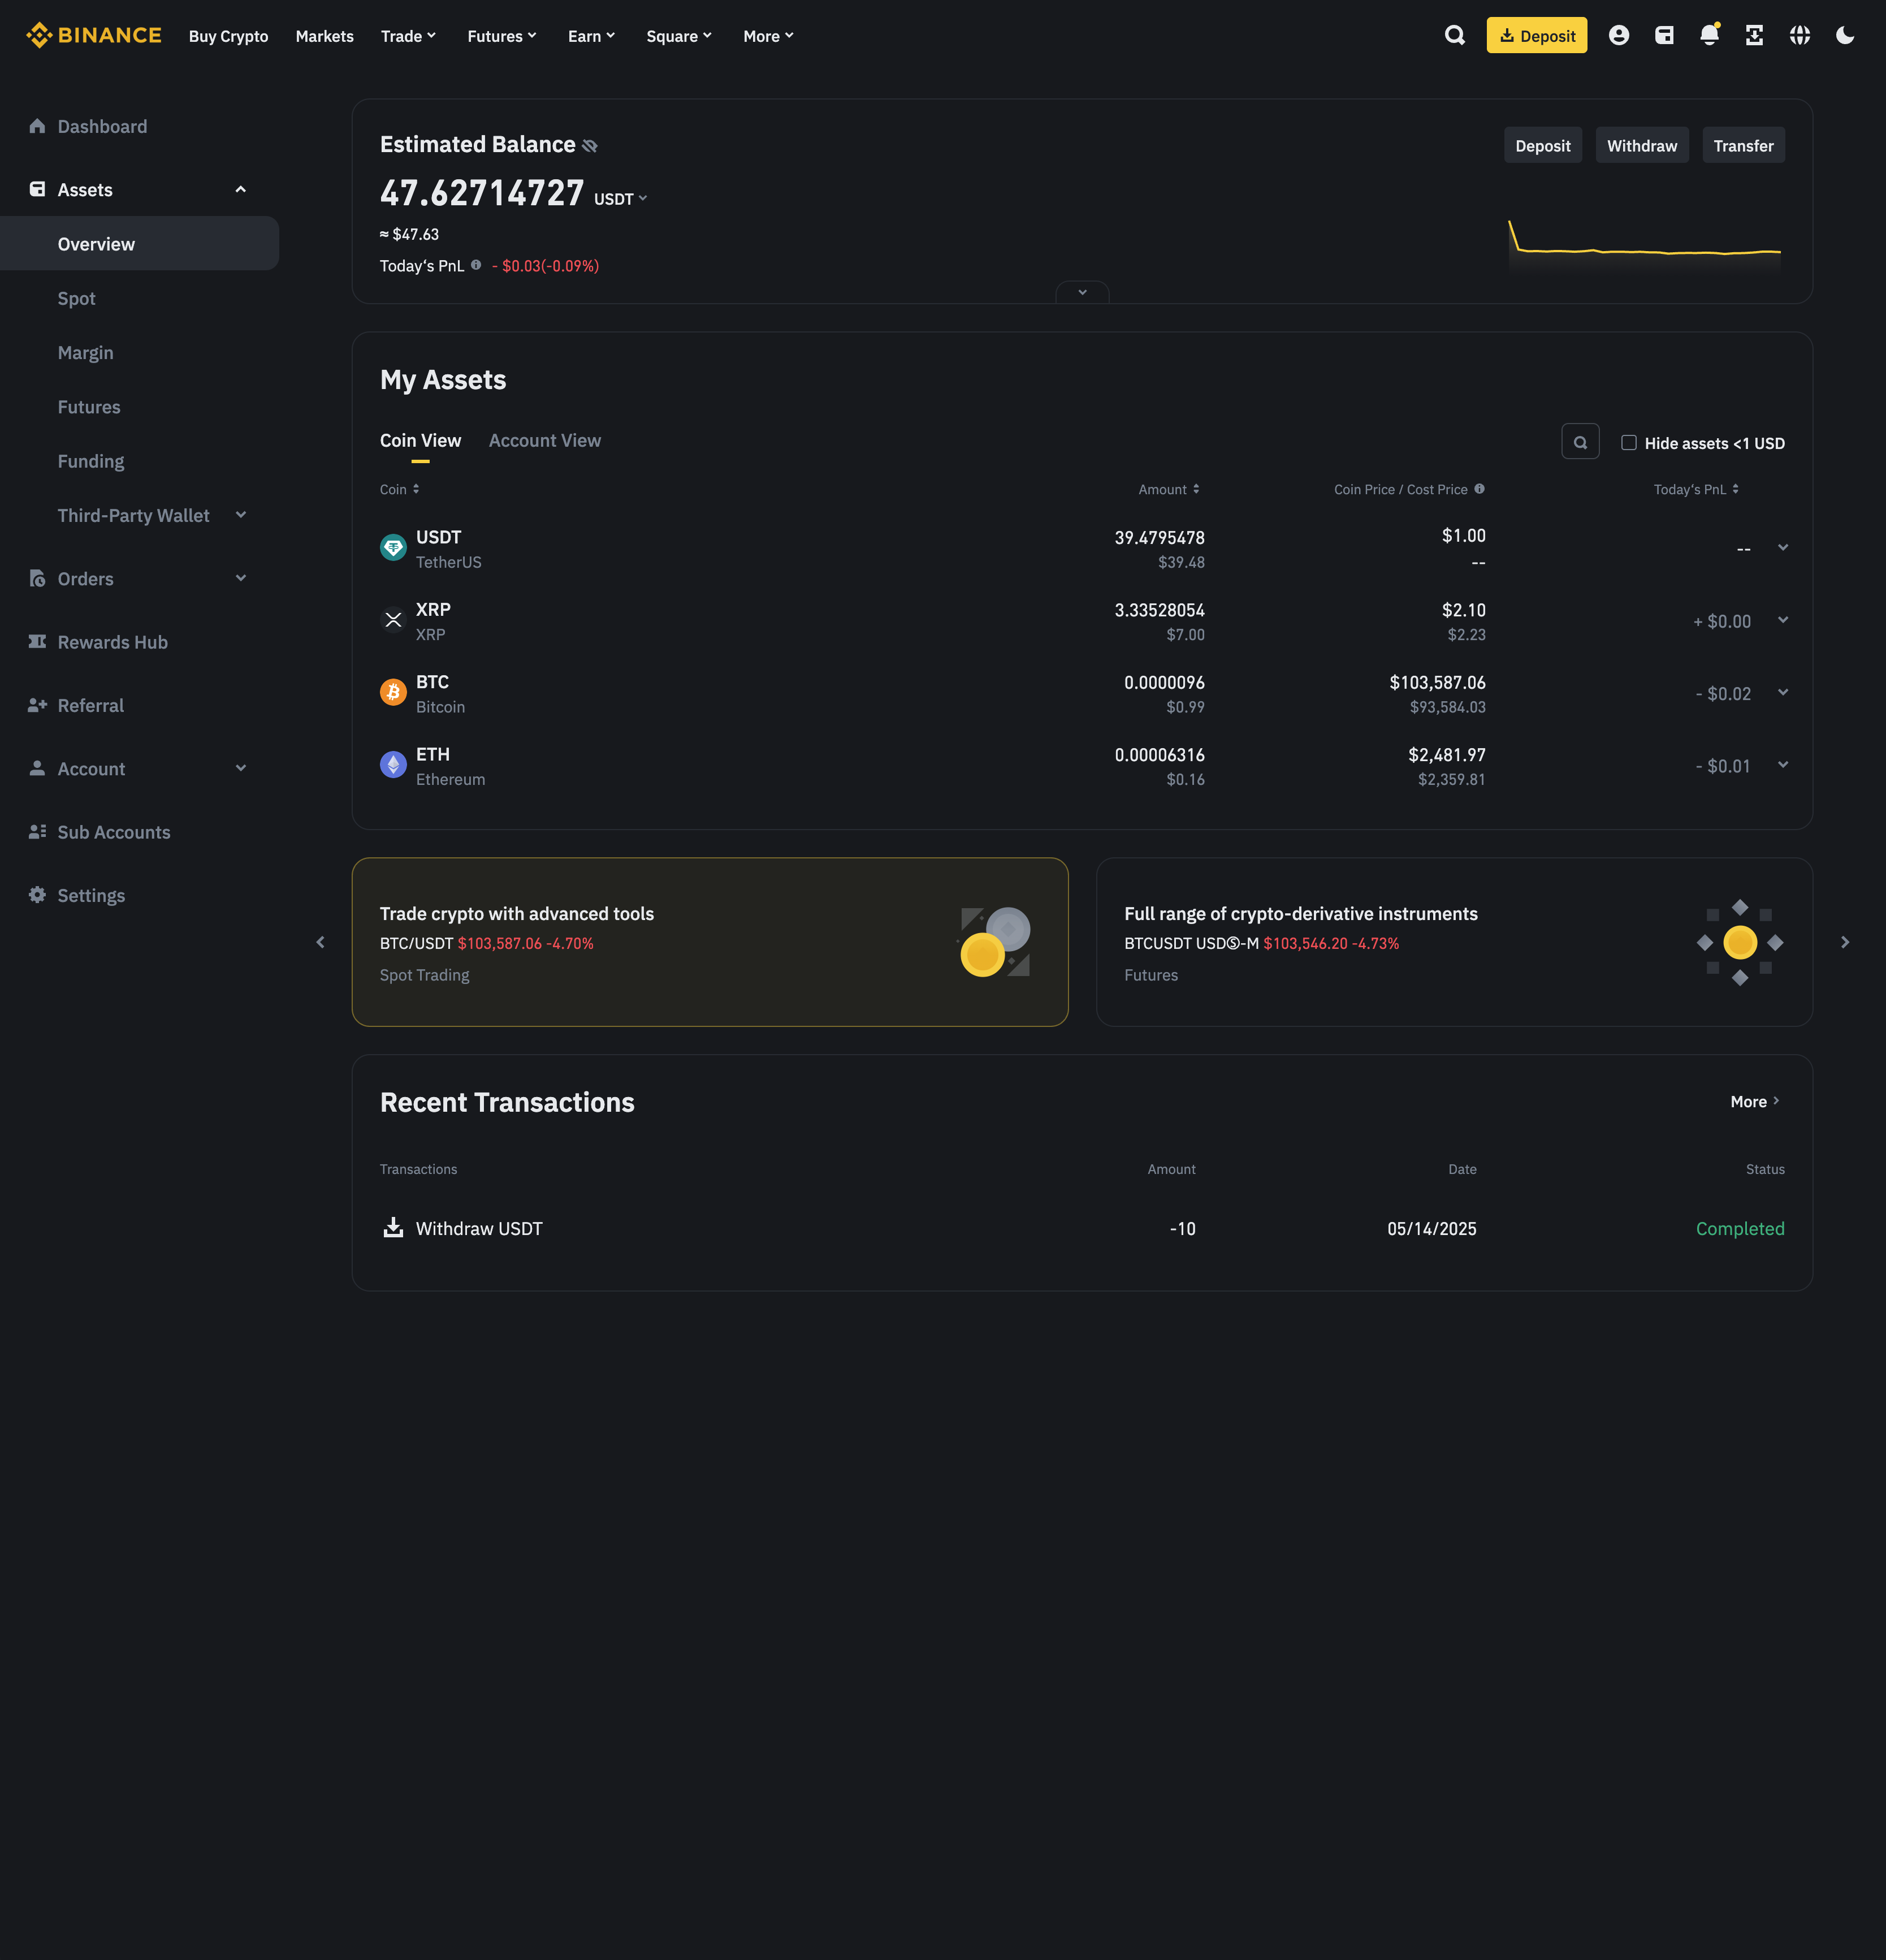 BINANCE Buy Crypto Markets Trade Futures Earn Square More Deposit
Dashboard
Assets
Overview
Spot
Margin
Futures
Funding
Third-Party Wallet
Orders
Rewards Hub
Referral
Account
Sub Accounts
Settings
Estimated Balance
Deposit Withdraw Transfer
47.62714727 USDT
≈ $47.63
Today's PnL - $0.03(-0.09%)
My Assets
Coin View Account View Hide assets <1 USD
Coin Amount Coin Price / Cost Price Today's PnL
USDT 39.4795478 $1.00 --
TetherUS $39.48 --
XRP 3.33528054 $2.10 + $0.00
XRP $7.00 $2.23
BTC 0.0000096 $103,587.06 - $0.02
Bitcoin $0.99 $93,584.03
ETH 0.00006316 $2,481.97 - $0.01
Ethereum $0.16 $2,359.81
Trade crypto with advanced tools
BTC/USDT $103,587.06 -4.70%
Spot Trading
Full range of crypto-derivative instruments
BTCUSDT USDⓈ-M $103,546.20 -4.73%
Futures
Recent Transactions More
Transactions Amount Date Status
Withdraw USDT -10 05/14/2025 Completed